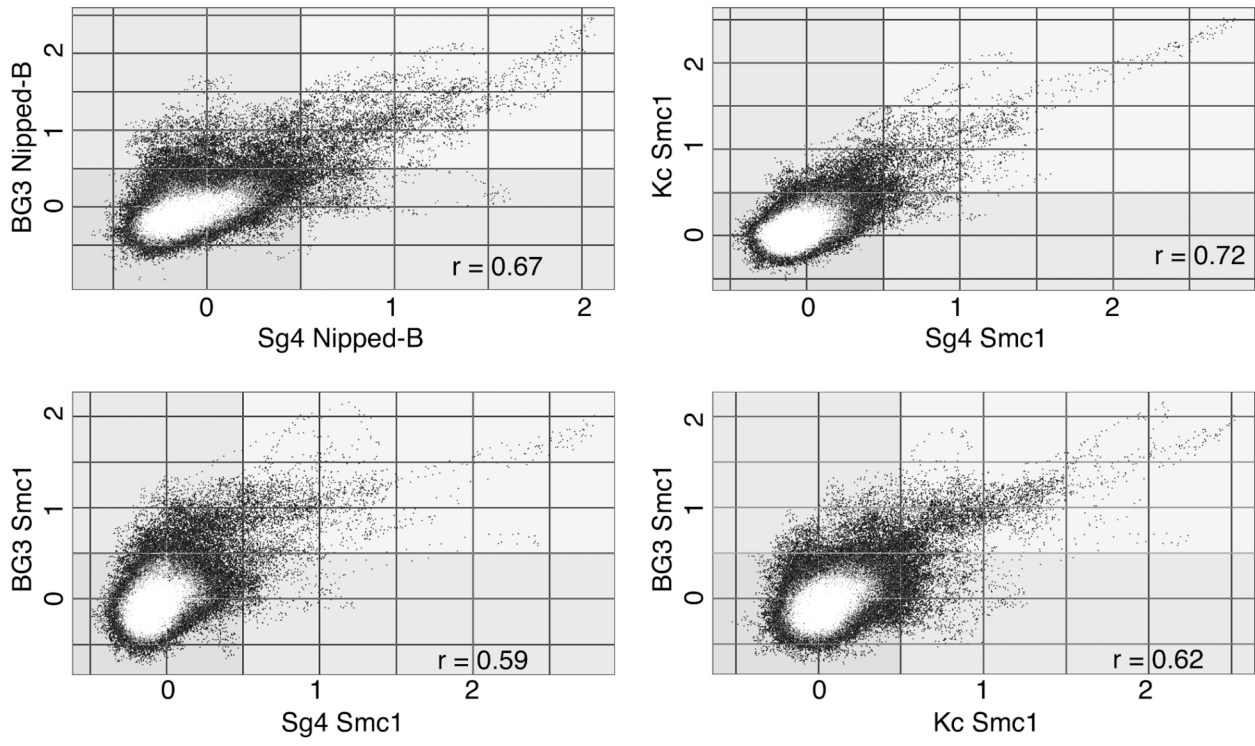 BG3 Nipped-B
2
1
0
r = 0.67
0 1 2
Sg4 Nipped-B
Kc Smc1
2
1
0
r = 0.72
0 1 2
Sg4 Smc1
BG3 Smc1
2
1
0
r = 0.59
0 1 2
Sg4 Smc1
BG3 Smc1
2
1
0
r = 0.62
0 1 2
Kc Smc1